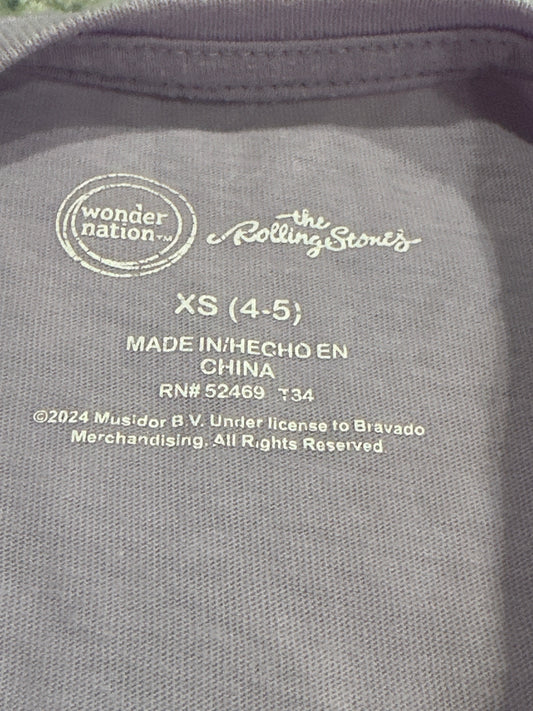 wonder
nation™
the
Rolling Stones
XS (4-5)
MADE IN/HECHO EN
CHINA
RN# 52469 T34
©2024 Musidor B.V. Under license to Bravado
Merchandising. All Rights Reserved.